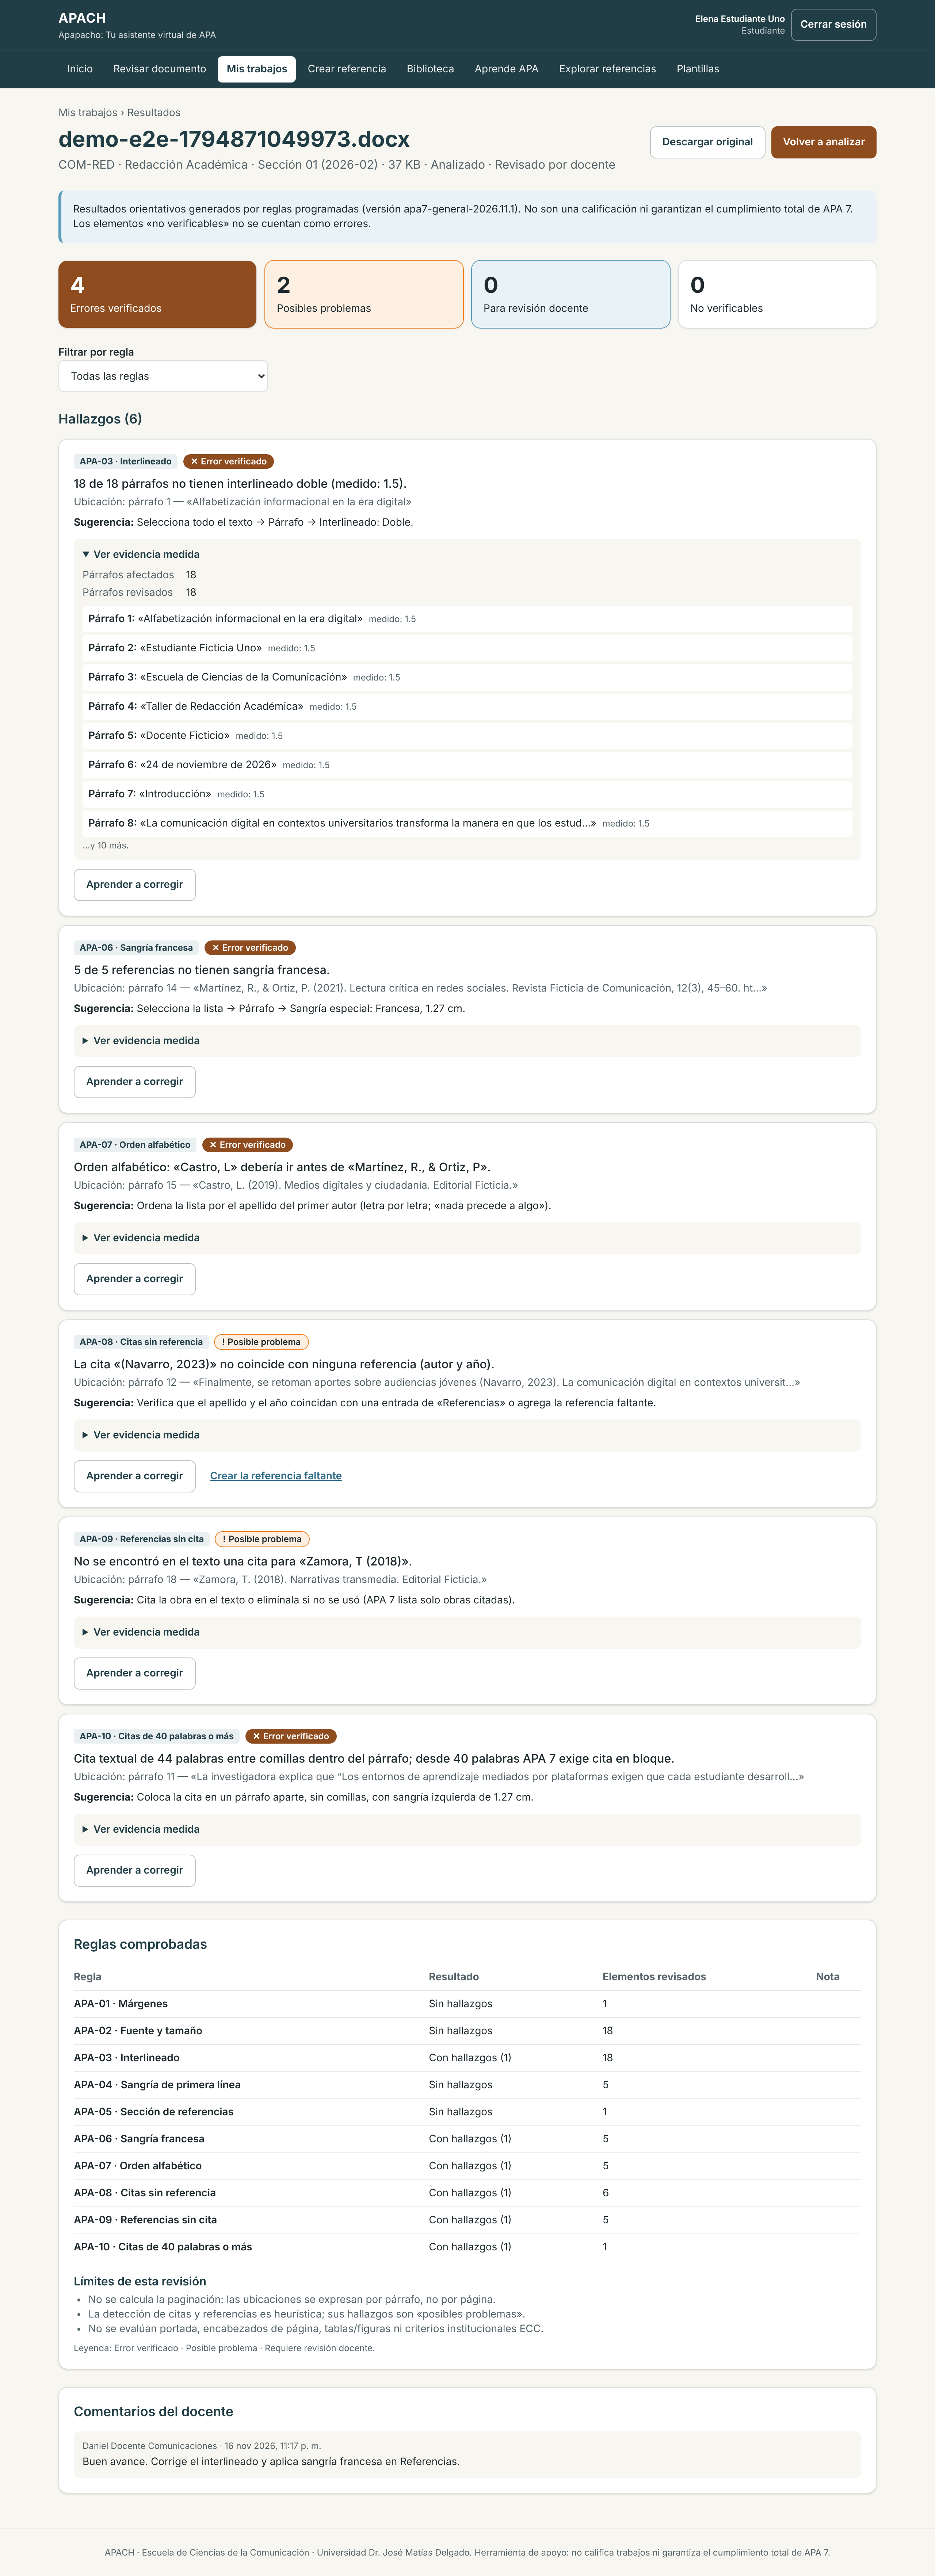 APACH
Apapacho: Tu asistente virtual de APA
Elena Estudiante Uno
Estudiante
Cerrar sesión
Inicio
Revisar documento
Mis trabajos
Crear referencia
Biblioteca
Aprende APA
Explorar referencias
Plantillas
Mis trabajos › Resultados
demo-e2e-1794871049973.docx
COM-RED · Redacción Académica · Sección 01 (2026-02) · 37 KB · Analizado · Revisado por docente
Descargar original
Volver a analizar
Resultados orientativos generados por reglas programadas (versión apa7-general-2026.11.1). No son una calificación ni garantizan el cumplimiento total de APA 7.
Los elementos «no verificables» no se cuentan como errores.
4
Errores verificados
2
Posibles problemas
0
Para revisión docente
0
No verificables
Filtrar por regla
Todas las reglas
Hallazgos (6)
APA-03 · Interlineado ✕ Error verificado
18 de 18 párrafos no tienen interlineado doble (medido: 1.5).
Ubicación: párrafo 1 — «Alfabetización informacional en la era digital»
Sugerencia: Selecciona todo el texto → Párrafo → Interlineado: Doble.
▼ Ver evidencia medida
Párrafos afectados 18
Párrafos revisados 18
Párrafo 1: «Alfabetización informacional en la era digital» medido: 1.5
Párrafo 2: «Estudiante Ficticia Uno» medido: 1.5
Párrafo 3: «Escuela de Ciencias de la Comunicación» medido: 1.5
Párrafo 4: «Taller de Redacción Académica» medido: 1.5
Párrafo 5: «Docente Ficticio» medido: 1.5
Párrafo 6: «24 de noviembre de 2026» medido: 1.5
Párrafo 7: «Introducción» medido: 1.5
Párrafo 8: «La comunicación digital en contextos universitarios transforma la manera en que los estud…» medido: 1.5
…y 10 más.
Aprender a corregir
APA-06 · Sangría francesa ✕ Error verificado
5 de 5 referencias no tienen sangría francesa.
Ubicación: párrafo 14 — «Martínez, R., & Ortiz, P. (2021). Lectura crítica en redes sociales. Revista Ficticia de Comunicación, 12(3), 45–60. ht…»
Sugerencia: Selecciona la lista → Párrafo → Sangría especial: Francesa, 1.27 cm.
▶ Ver evidencia medida
Aprender a corregir
APA-07 · Orden alfabético ✕ Error verificado
Orden alfabético: «Castro, L» debería ir antes de «Martínez, R., & Ortiz, P».
Ubicación: párrafo 15 — «Castro, L. (2019). Medios digitales y ciudadanía. Editorial Ficticia.»
Sugerencia: Ordena la lista por el apellido del primer autor (letra por letra; «nada precede a algo»).
▶ Ver evidencia medida
Aprender a corregir
APA-08 · Citas sin referencia ! Posible problema
La cita «(Navarro, 2023)» no coincide con ninguna referencia (autor y año).
Ubicación: párrafo 12 — «Finalmente, se retoman aportes sobre audiencias jóvenes (Navarro, 2023). La comunicación digital en contextos universit…»
Sugerencia: Verifica que el apellido y el año coincidan con una entrada de «Referencias» o agrega la referencia faltante.
▶ Ver evidencia medida
Aprender a corregir
Crear la referencia faltante
APA-09 · Referencias sin cita ! Posible problema
No se encontró en el texto una cita para «Zamora, T (2018)».
Ubicación: párrafo 18 — «Zamora, T. (2018). Narrativas transmedia. Editorial Ficticia.»
Sugerencia: Cita la obra en el texto o elimínala si no se usó (APA 7 lista solo obras citadas).
▶ Ver evidencia medida
Aprender a corregir
APA-10 · Citas de 40 palabras o más ✕ Error verificado
Cita textual de 44 palabras entre comillas dentro del párrafo; desde 40 palabras APA 7 exige cita en bloque.
Ubicación: párrafo 11 — «La investigadora explica que “Los entornos de aprendizaje mediados por plataformas exigen que cada estudiante desarroll…»
Sugerencia: Coloca la cita en un párrafo aparte, sin comillas, con sangría izquierda de 1.27 cm.
▶ Ver evidencia medida
Aprender a corregir
Reglas comprobadas
Regla Resultado Elementos revisados Nota
APA-01 · Márgenes Sin hallazgos 1
APA-02 · Fuente y tamaño Sin hallazgos 18
APA-03 · Interlineado Con hallazgos (1) 18
APA-04 · Sangría de primera línea Sin hallazgos 5
APA-05 · Sección de referencias Sin hallazgos 1
APA-06 · Sangría francesa Con hallazgos (1) 5
APA-07 · Orden alfabético Con hallazgos (1) 5
APA-08 · Citas sin referencia Con hallazgos (1) 6
APA-09 · Referencias sin cita Con hallazgos (1) 5
APA-10 · Citas de 40 palabras o más Con hallazgos (1) 1
Límites de esta revisión
• No se calcula la paginación: las ubicaciones se expresan por párrafo, no por página.
• La detección de citas y referencias es heurística; sus hallazgos son «posibles problemas».
• No se evalúan portada, encabezados de página, tablas/figuras ni criterios institucionales ECC.
Leyenda: Error verificado · Posible problema · Requiere revisión docente.
Comentarios del docente
Daniel Docente Comunicaciones · 16 nov 2026, 11:17 p. m.
Buen avance. Corrige el interlineado y aplica sangría francesa en Referencias.
APACH · Escuela de Ciencias de la Comunicación · Universidad Dr. José Matías Delgado. Herramienta de apoyo: no califica trabajos ni garantiza el cumplimiento total de APA 7.